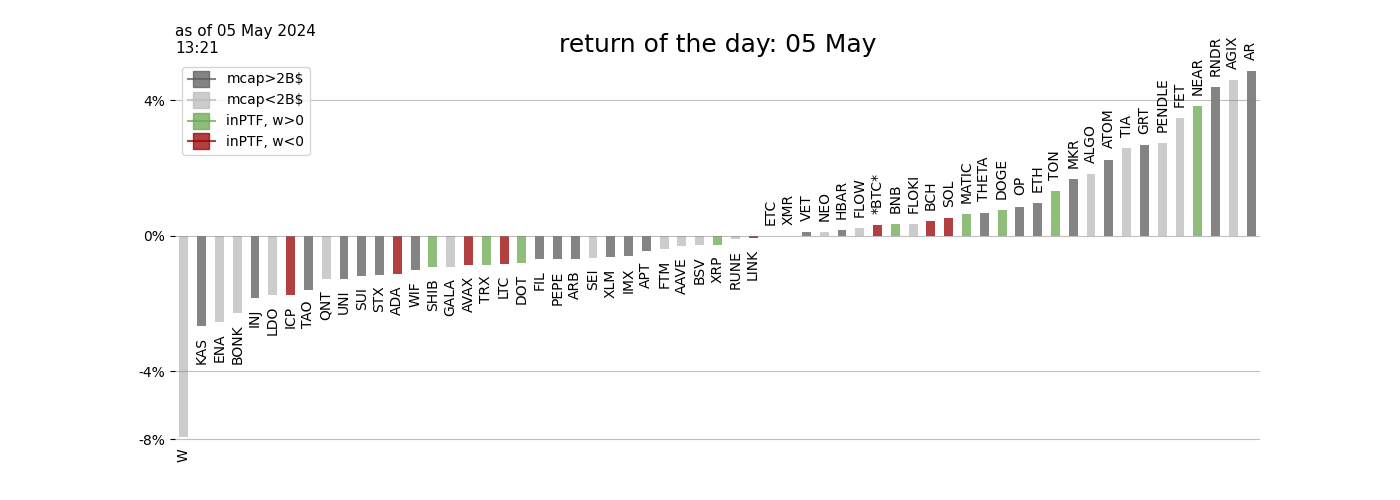 as of 05 May 2024
13:21
return of the day: 05 May
mcap>2B$
mcap<2B$
inPTF, w>0
inPTF, w<0
4%
0%
-4%
-8%
W
KAS
ENA
BONK
INJ
LDO
ICP
TAO
QNT
UNI
SUI
STX
ADA
WIF
SHIB
GALA
AVAX
TRX
LTC
DOT
FIL
PEPE
ARB
SEI
XLM
IMX
APT
FTM
AAVE
BSV
XRP
RUNE
LINK
ETC
XMR
VET
NEO
HBAR
FLOW
*BTC*
BNB
FLOKI
BCH
SOL
MATIC
THETA
DOGE
OP
ETH
TON
MKR
ALGO
ATOM
TIA
GRT
PENDLE
FET
NEAR
RNDR
AGIX
AR